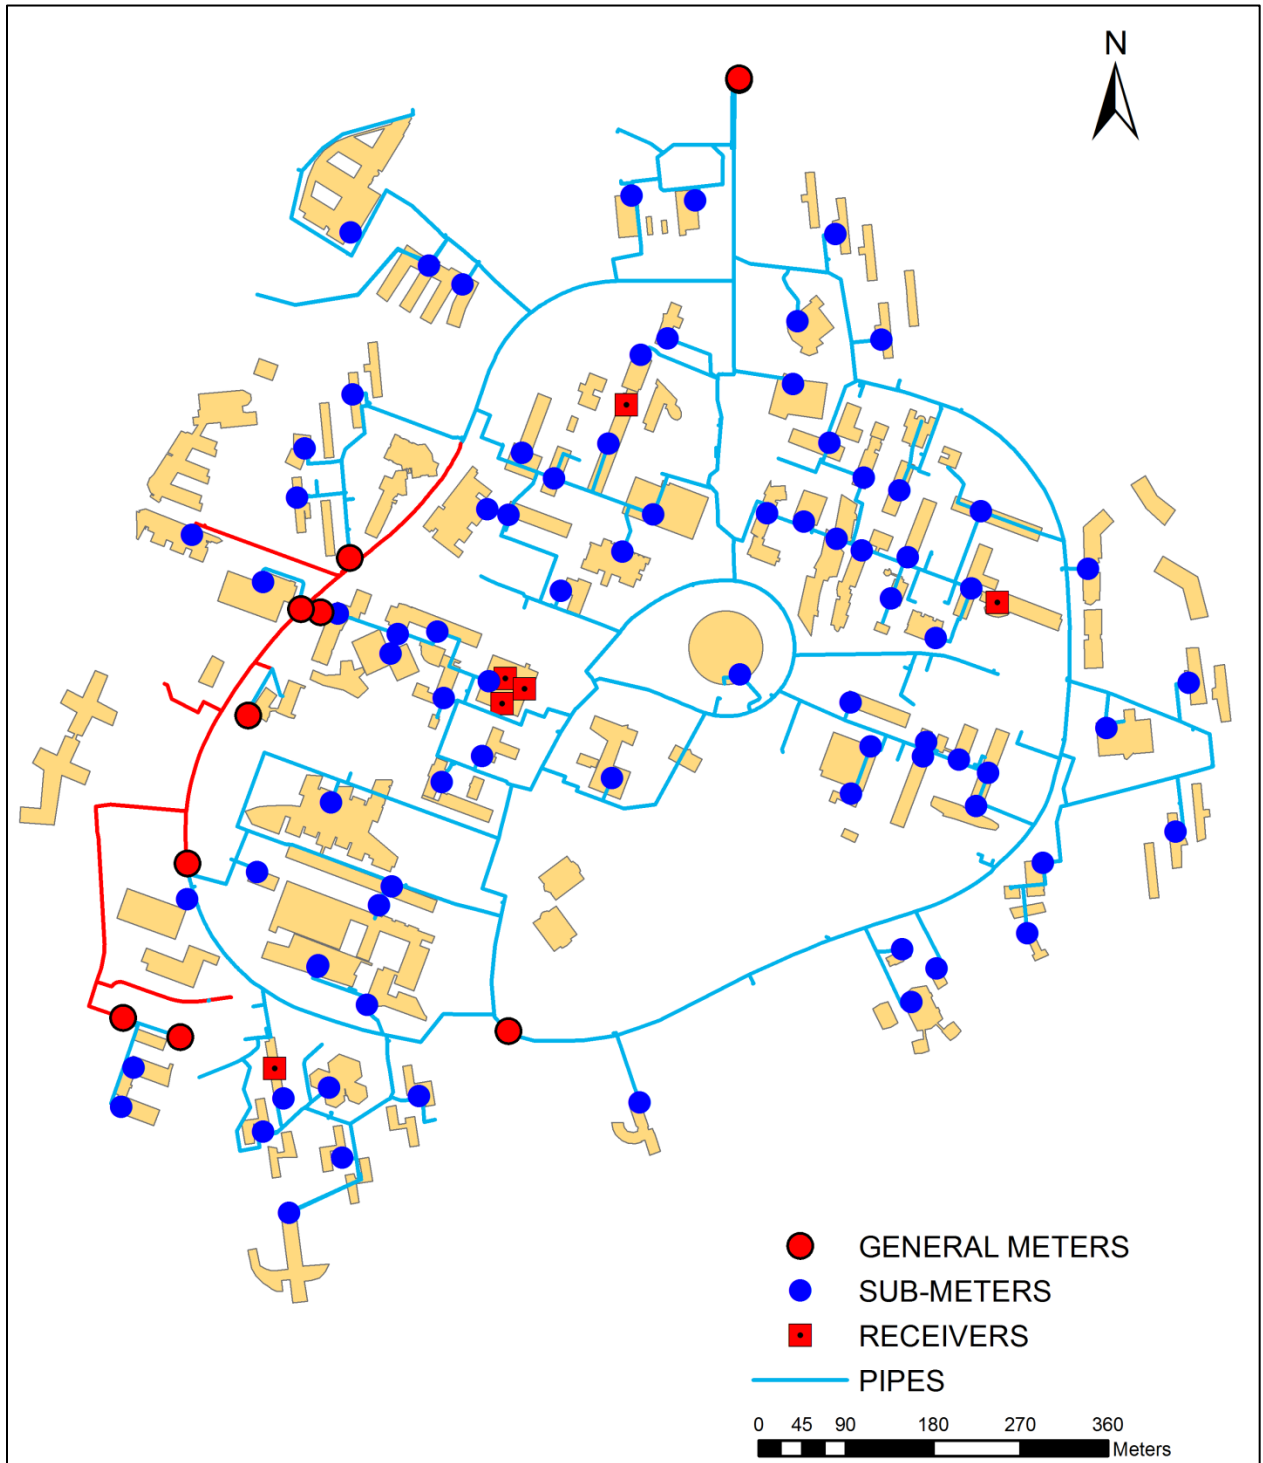 N
GENERAL METERS
SUB-METERS
RECEIVERS
PIPES
0 45 90 180 270 360
Meters